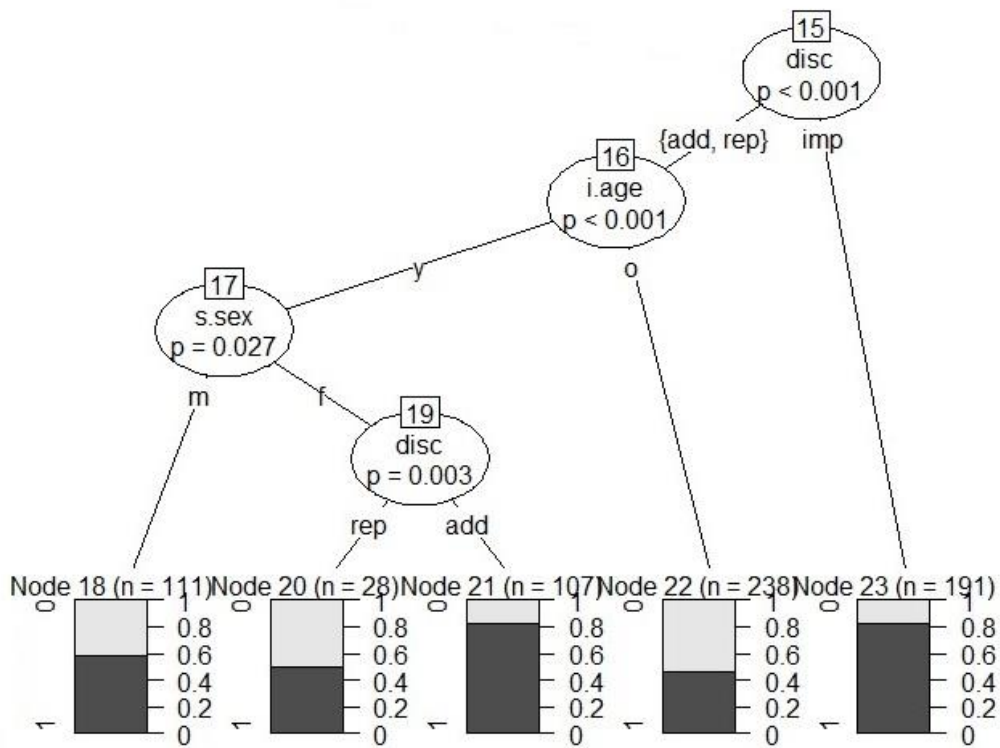 15
disc
p < 0.001
{add, rep}
imp
16
i.age
p < 0.001
y
o
17
s.sex
p = 0.027
m
f
19
disc
p = 0.003
rep
add
Node 18 (n = 111)
0
1
1
0.8
0.6
0.4
0.2
0
Node 20 (n = 28)
0
1
1
0.8
0.6
0.4
0.2
0
Node 21 (n = 107)
0
1
1
0.8
0.6
0.4
0.2
0
Node 22 (n = 238)
0
1
1
0.8
0.6
0.4
0.2
0
Node 23 (n = 191)
0
1
1
0.8
0.6
0.4
0.2
0